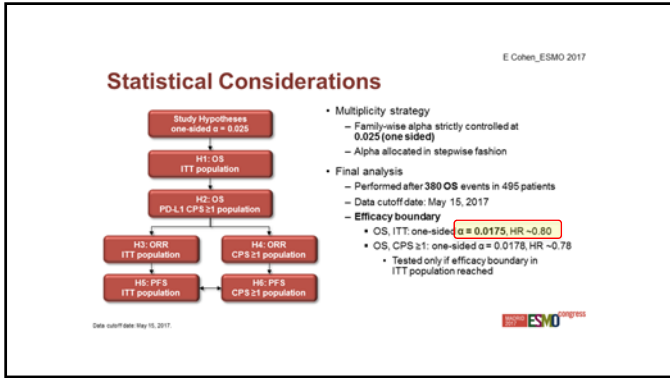 E Cohen_ESMO 2017
Statistical Considerations
Study Hypotheses
one-sided α = 0.025
H1: OS
ITT population
H2: OS
PD-L1 CPS ≥1 population
H3: ORR
ITT population
H4: ORR
CPS ≥1 population
H5: PFS
ITT population
H6: PFS
CPS ≥1 population
• Multiplicity strategy
– Family-wise alpha strictly controlled at
0.025 (one sided)
– Alpha allocated in stepwise fashion
• Final analysis
– Performed after 380 OS events in 495 patients
– Data cutoff date: May 15, 2017
– Efficacy boundary
• OS, ITT: one-sided α = 0.0175, HR ~0.80
• OS, CPS ≥1: one-sided α = 0.0178, HR ~0.78
• Tested only if efficacy boundary in
ITT population reached
Data cutoff date: May 15, 2017.
MADRID
2017
ESMO congress